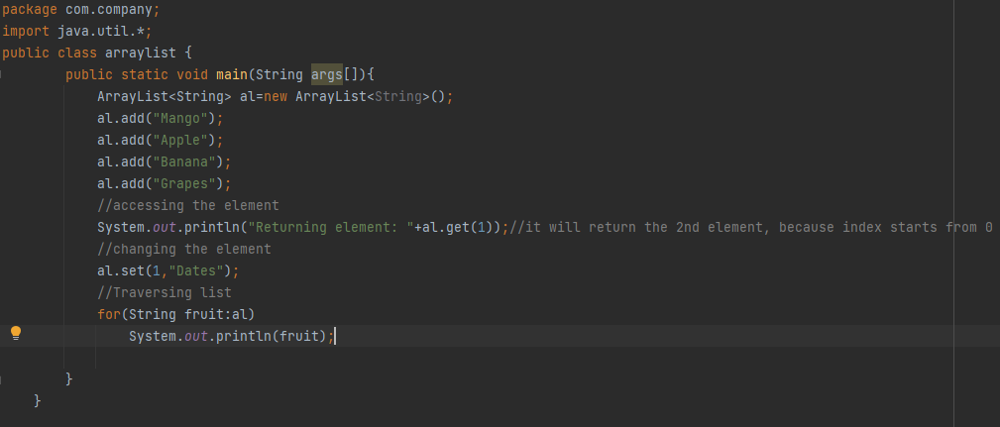 package com.company;
import java.util.*;
public class arraylist {
public static void main(String args[]){
ArrayList<String> al=new ArrayList<String>();
al.add("Mango");
al.add("Apple");
al.add("Banana");
al.add("Grapes");
//accessing the element
System.out.println("Returning element: "+al.get(1));//it will return the 2nd element, because index starts from 0
//changing the element
al.set(1,"Dates");
//Traversing list
for(String fruit:al)
System.out.println(fruit);
}
}